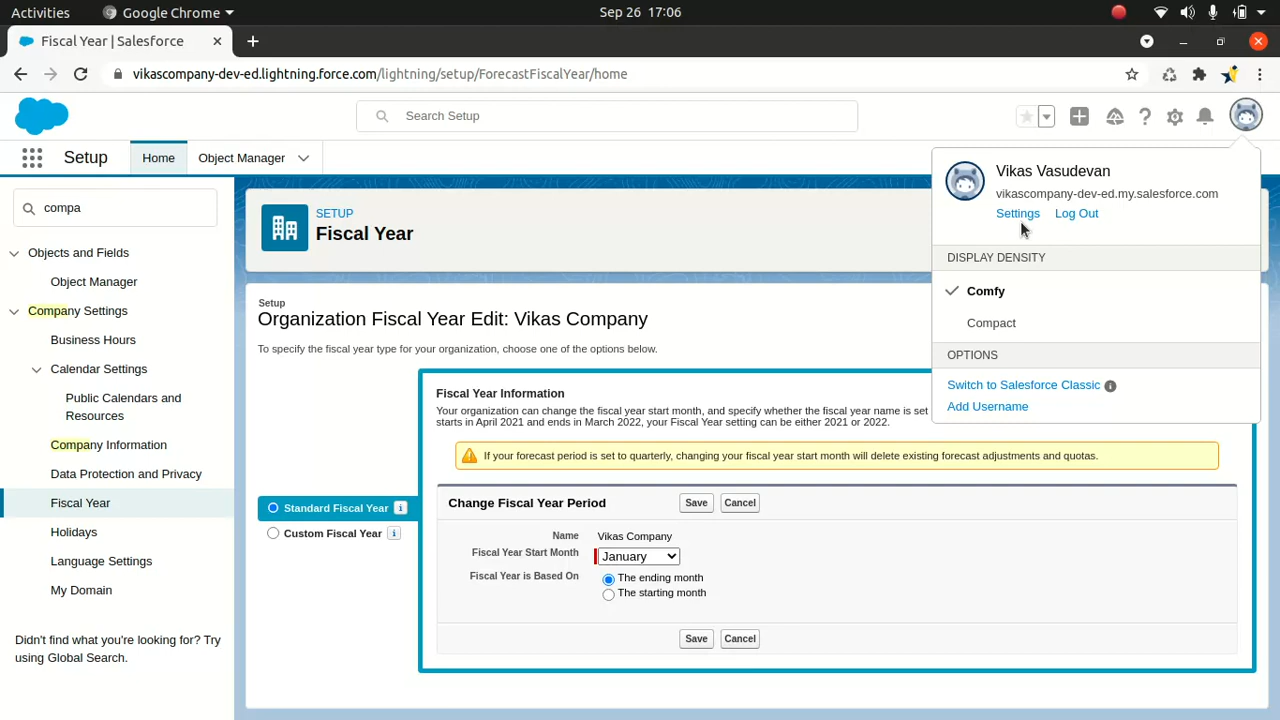 Activities
Google Chrome
Sep 26 17:06
Fiscal Year | Salesforce
vikascompany-dev-ed.lightning.force.com/lightning/setup/ForecastFiscalYear/home
Search Setup
Setup
Home
Object Manager
compa
Objects and Fields
Object Manager
Company Settings
Business Hours
Calendar Settings
Public Calendars and
Resources
Company Information
Data Protection and Privacy
Fiscal Year
Holidays
Language Settings
My Domain
Didn't find what you're looking for? Try
using Global Search.
SETUP
Fiscal Year
Setup
Organization Fiscal Year Edit: Vikas Company
To specify the fiscal year type for your organization, choose one of the options below.
Standard Fiscal Year
Custom Fiscal Year
Fiscal Year Information
Your organization can change the fiscal year start month, and specify whether the fiscal year name is set
starts in April 2021 and ends in March 2022, your Fiscal Year setting can be either 2021 or 2022.
If your forecast period is set to quarterly, changing your fiscal year start month will delete existing forecast adjustments and quotas.
Change Fiscal Year Period
Save
Cancel
Name
Vikas Company
Fiscal Year Start Month
January
Fiscal Year is Based On
The ending month
The starting month
Save
Cancel
Vikas Vasudevan
vikascompany-dev-ed.my.salesforce.com
Settings
Log Out
DISPLAY DENSITY
Comfy
Compact
OPTIONS
Switch to Salesforce Classic
Add Username